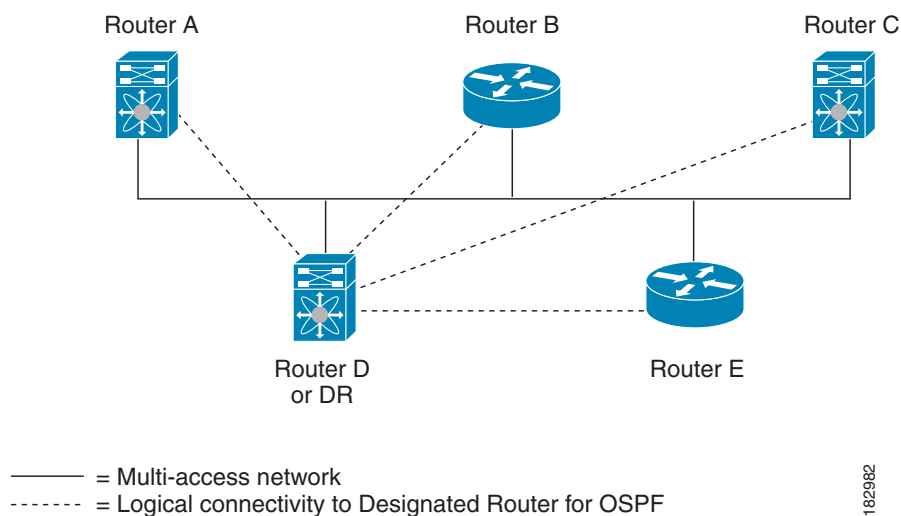 Router A
Router B
Router C
Router D
or DR
Router E
= Multi-access network
= Logical connectivity to Designated Router for OSPF
182982